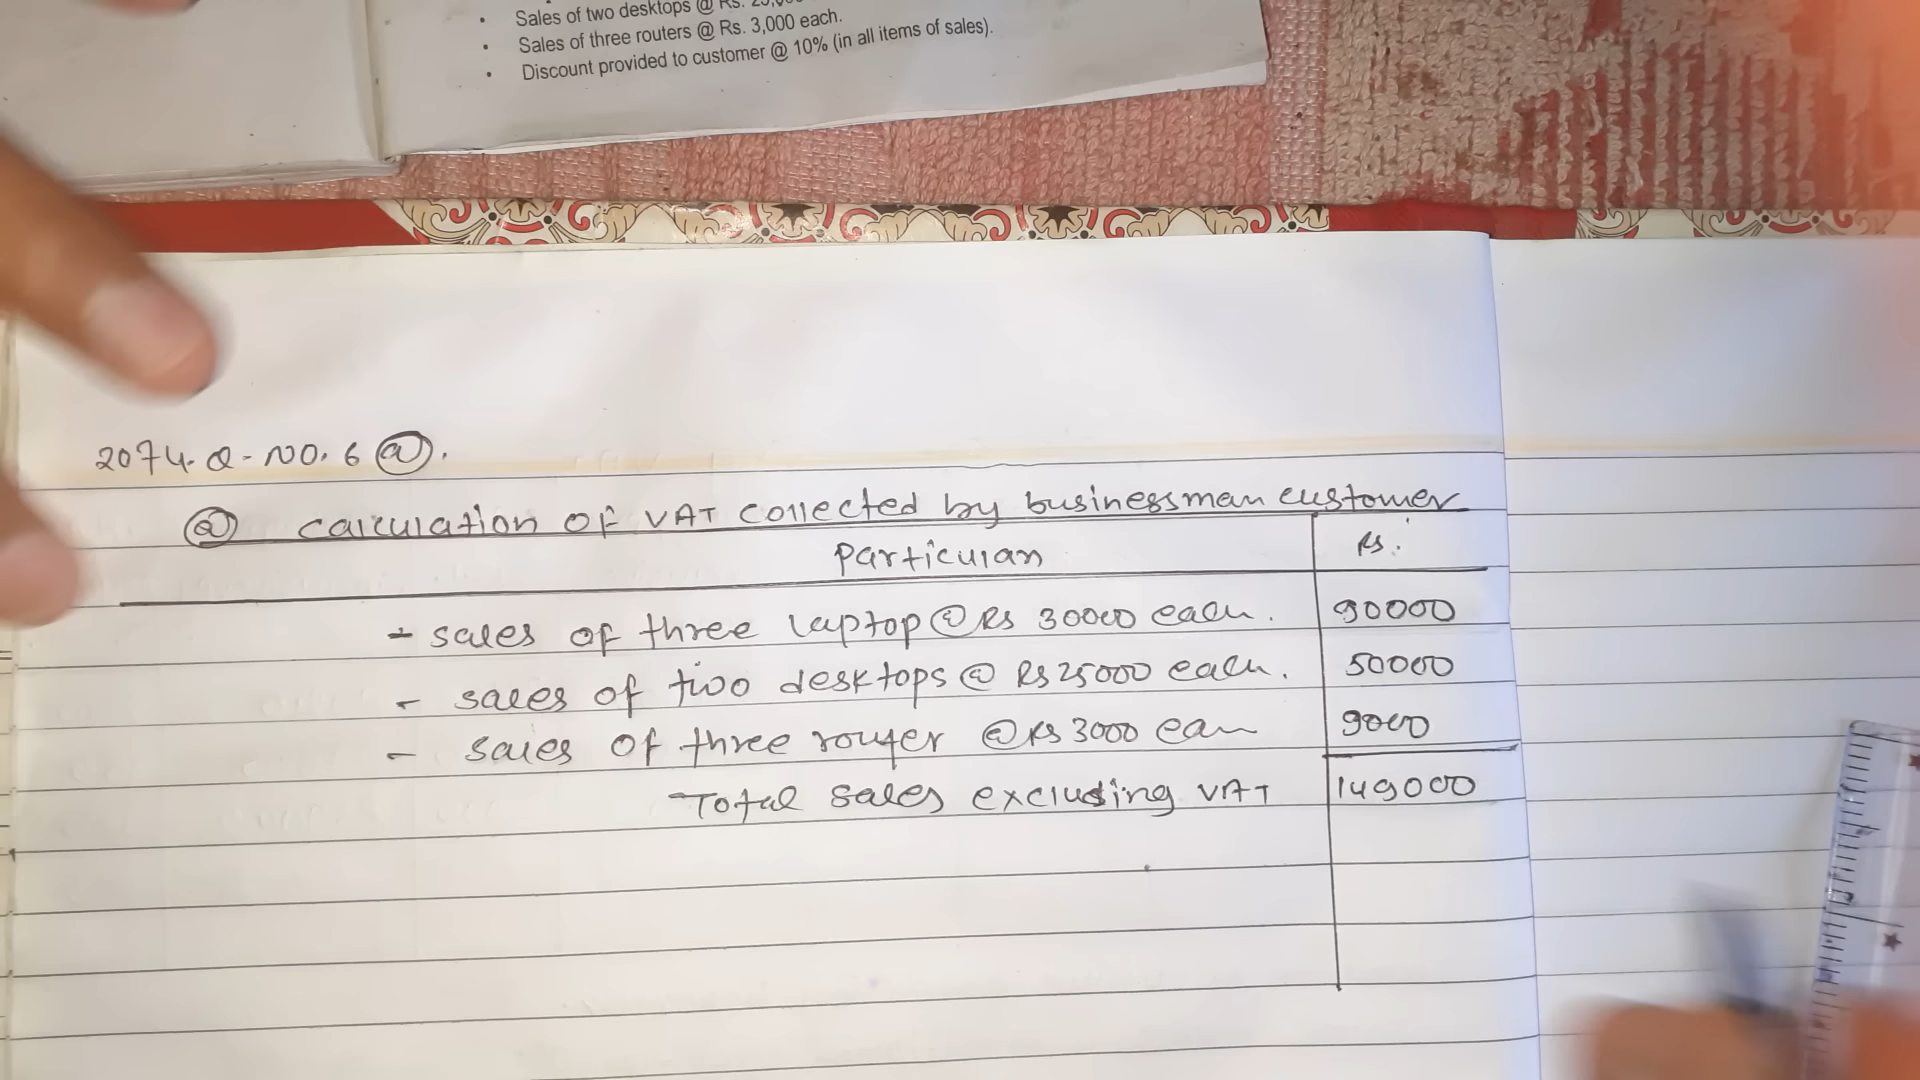 • Sales of two desktops @ Rs.
• Sales of three routers @ Rs. 3,000 each.
• Discount provided to customer @ 10% (in all items of sales).
2074. Q-NO. 6 (a).
(a) calculation of VAT collected by businessman customer
particulars Rs.
- sales of three laptop @ Rs 30000 each. 90000
- sales of two desktops @ Rs 25000 each. 50000
- sales of three router @ Rs 3000 each 9000
Total sales excluding VAT 149000